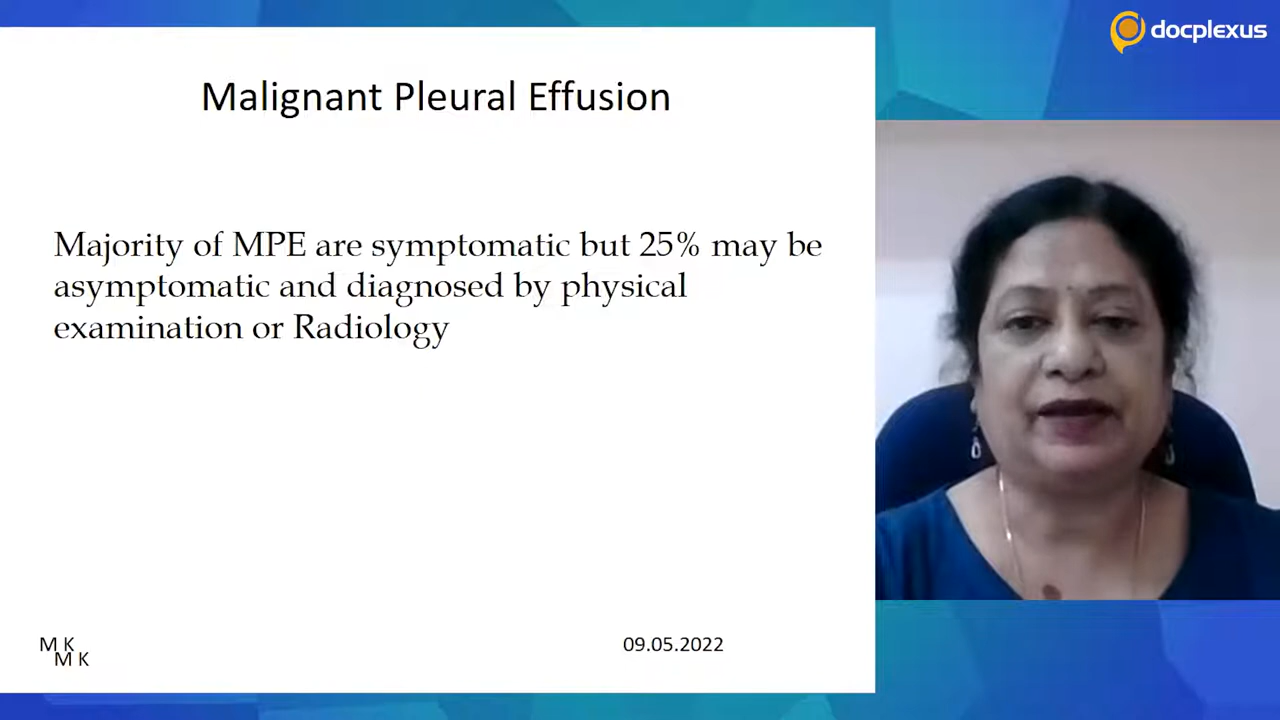 docplexus
Malignant Pleural Effusion
Majority of MPE are symptomatic but 25% may be
asymptomatic and diagnosed by physical
examination or Radiology
M K
M K
09.05.2022